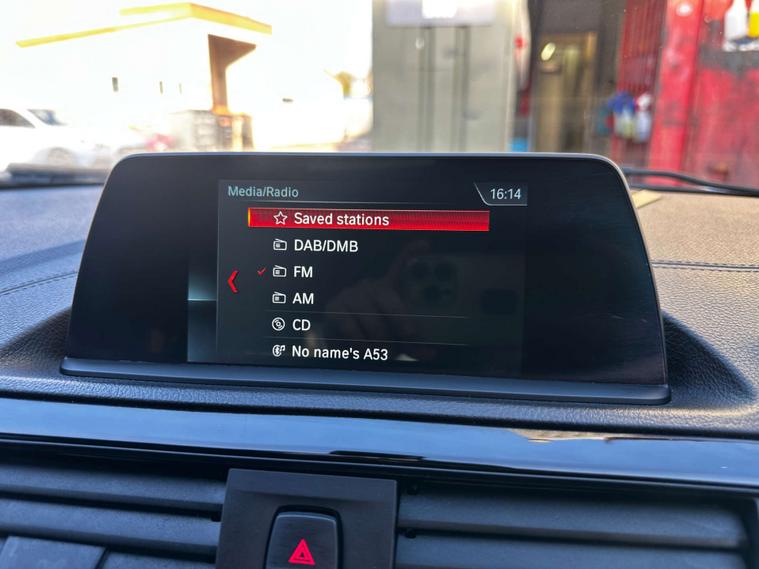 Media/Radio
16:14
Saved stations
DAB/DMB
FM
AM
CD
No name's A53